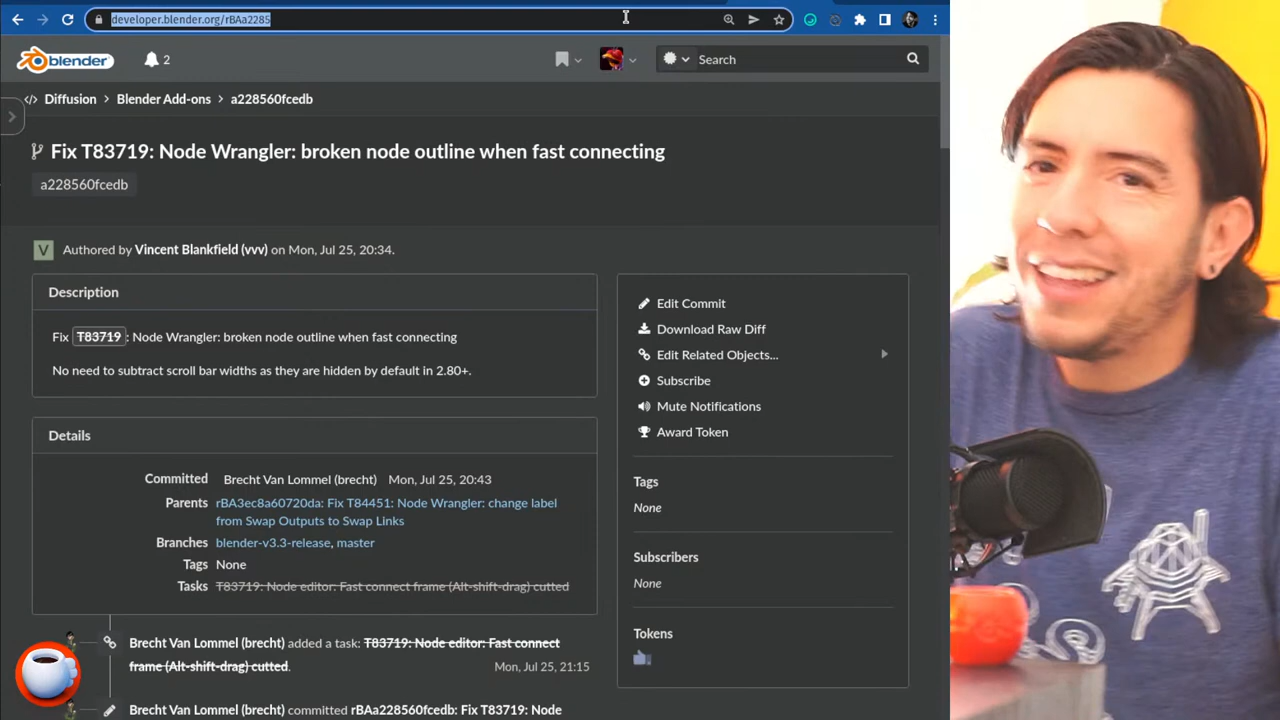 developer.blender.org/rBAa2285
blender
2
Search
Diffusion > Blender Add-ons > a228560fcedb
Fix T83719: Node Wrangler: broken node outline when fast connecting
a228560fcedb
V Authored by Vincent Blankfield (vvv) on Mon, Jul 25, 20:34.
Description
Fix T83719: Node Wrangler: broken node outline when fast connecting
No need to subtract scroll bar widths as they are hidden by default in 2.80+.
Details
Committed Brecht Van Lommel (brecht) Mon, Jul 25, 20:43
Parents rBA3ec8a60720da: Fix T84451: Node Wrangler: change label
from Swap Outputs to Swap Links
Branches blender-v3.3-release, master
Tags None
Tasks T83719: Node editor: Fast connect frame (Alt-shift-drag) cutted
Brecht Van Lommel (brecht) added a task: T83719: Node editor: Fast connect
frame (Alt-shift-drag) cutted. Mon, Jul 25, 21:15
Brecht Van Lommel (brecht) committed rBAa228560fcedb: Fix T83719: Node
Edit Commit
Download Raw Diff
Edit Related Objects...
Subscribe
Mute Notifications
Award Token
Tags
None
Subscribers
None
Tokens